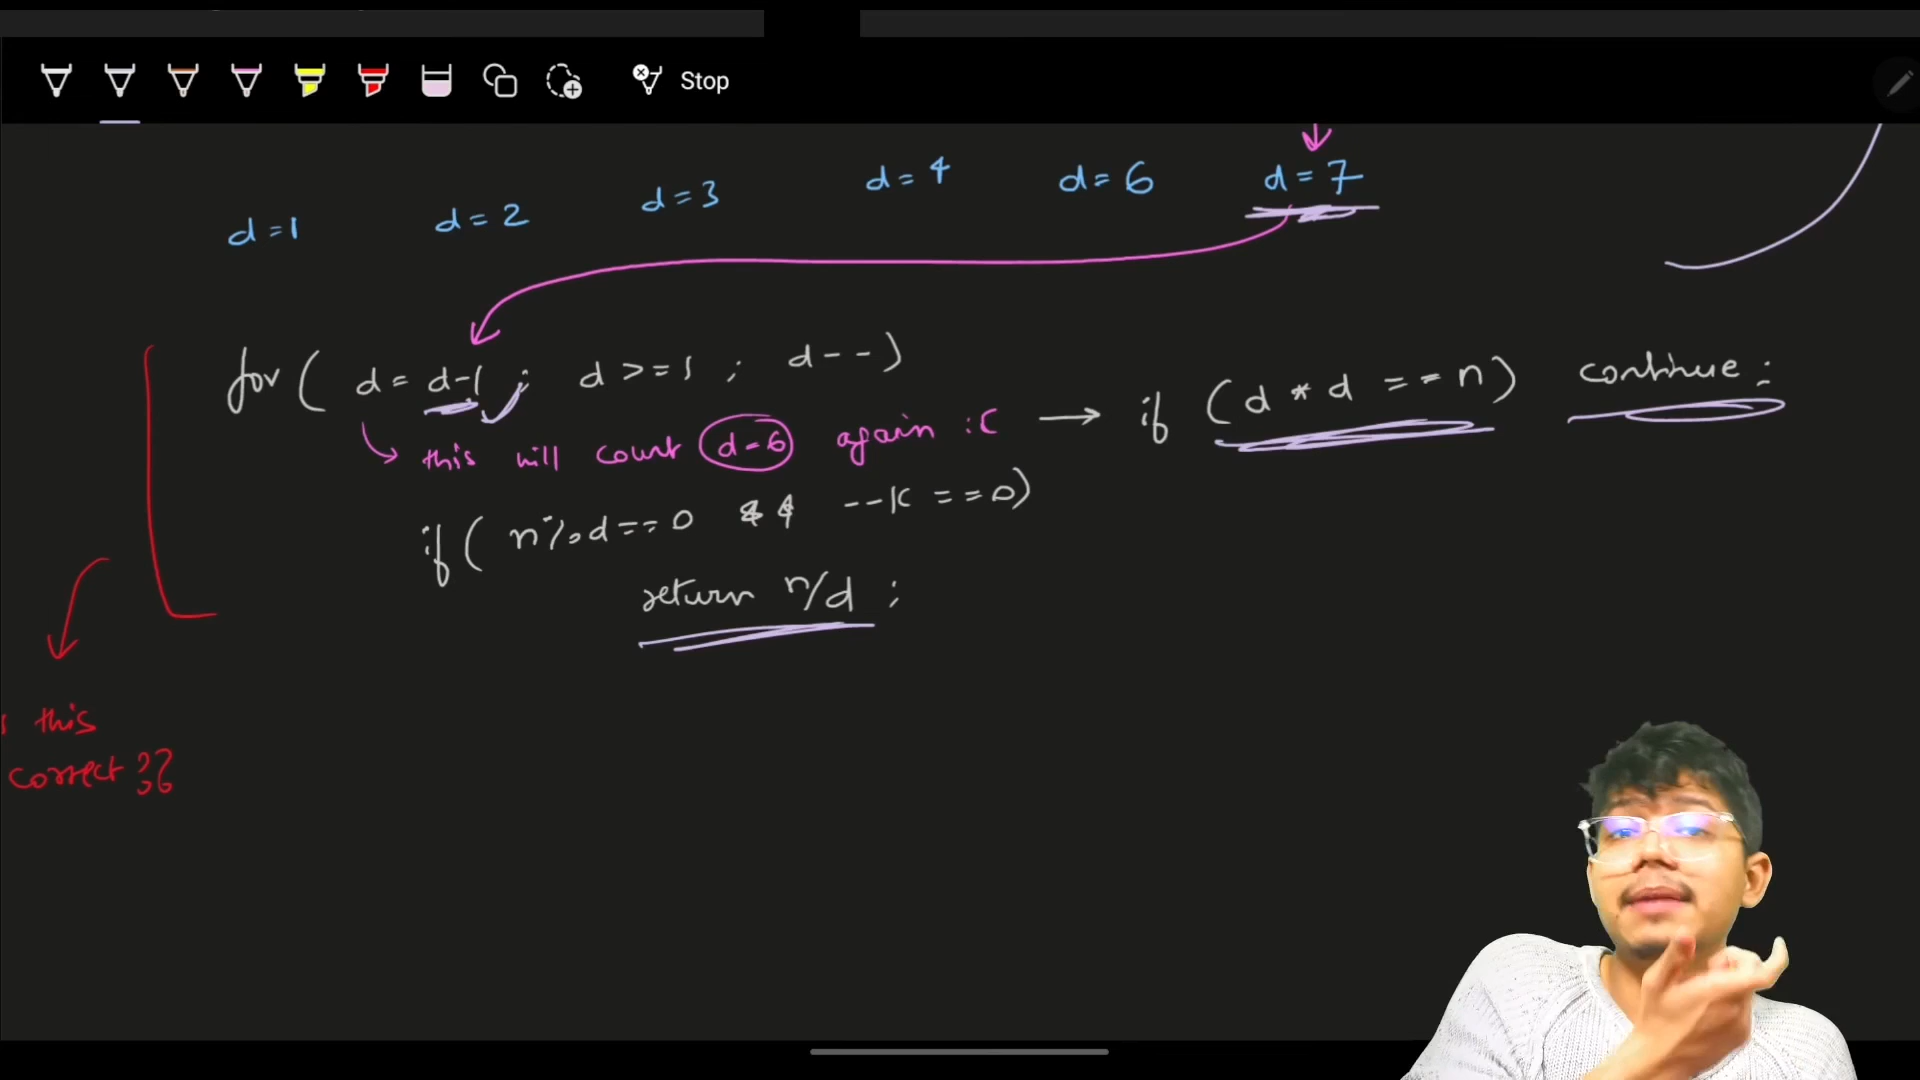 Stop
d=1 d=2 d=3 d=4 d=6 d=7
for( d= d-1 ; d>=1 ; d--)
this will count d=6 again :( → if (d * d == n) continue;
if( n%d==0 && --k ==0)
return n/d ;
this
correct ??